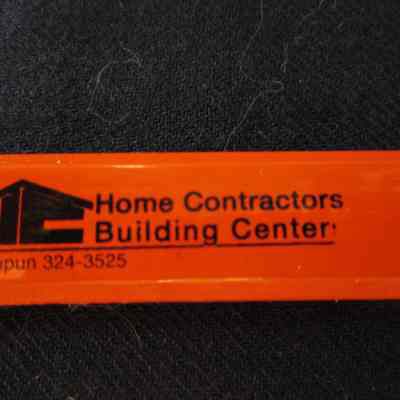 Home Contractors
Building Center
324-3525